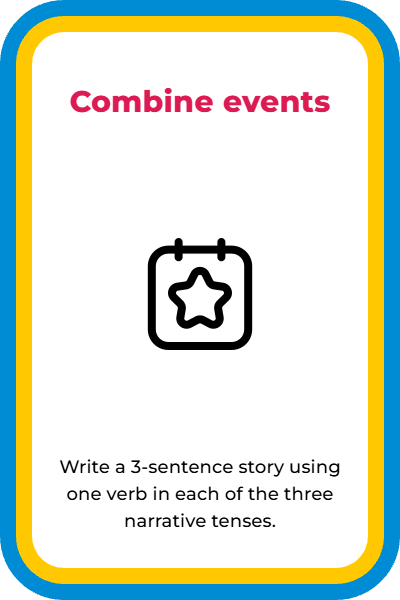 Combine events
Write a 3-sentence story using
one verb in each of the three
narrative tenses.